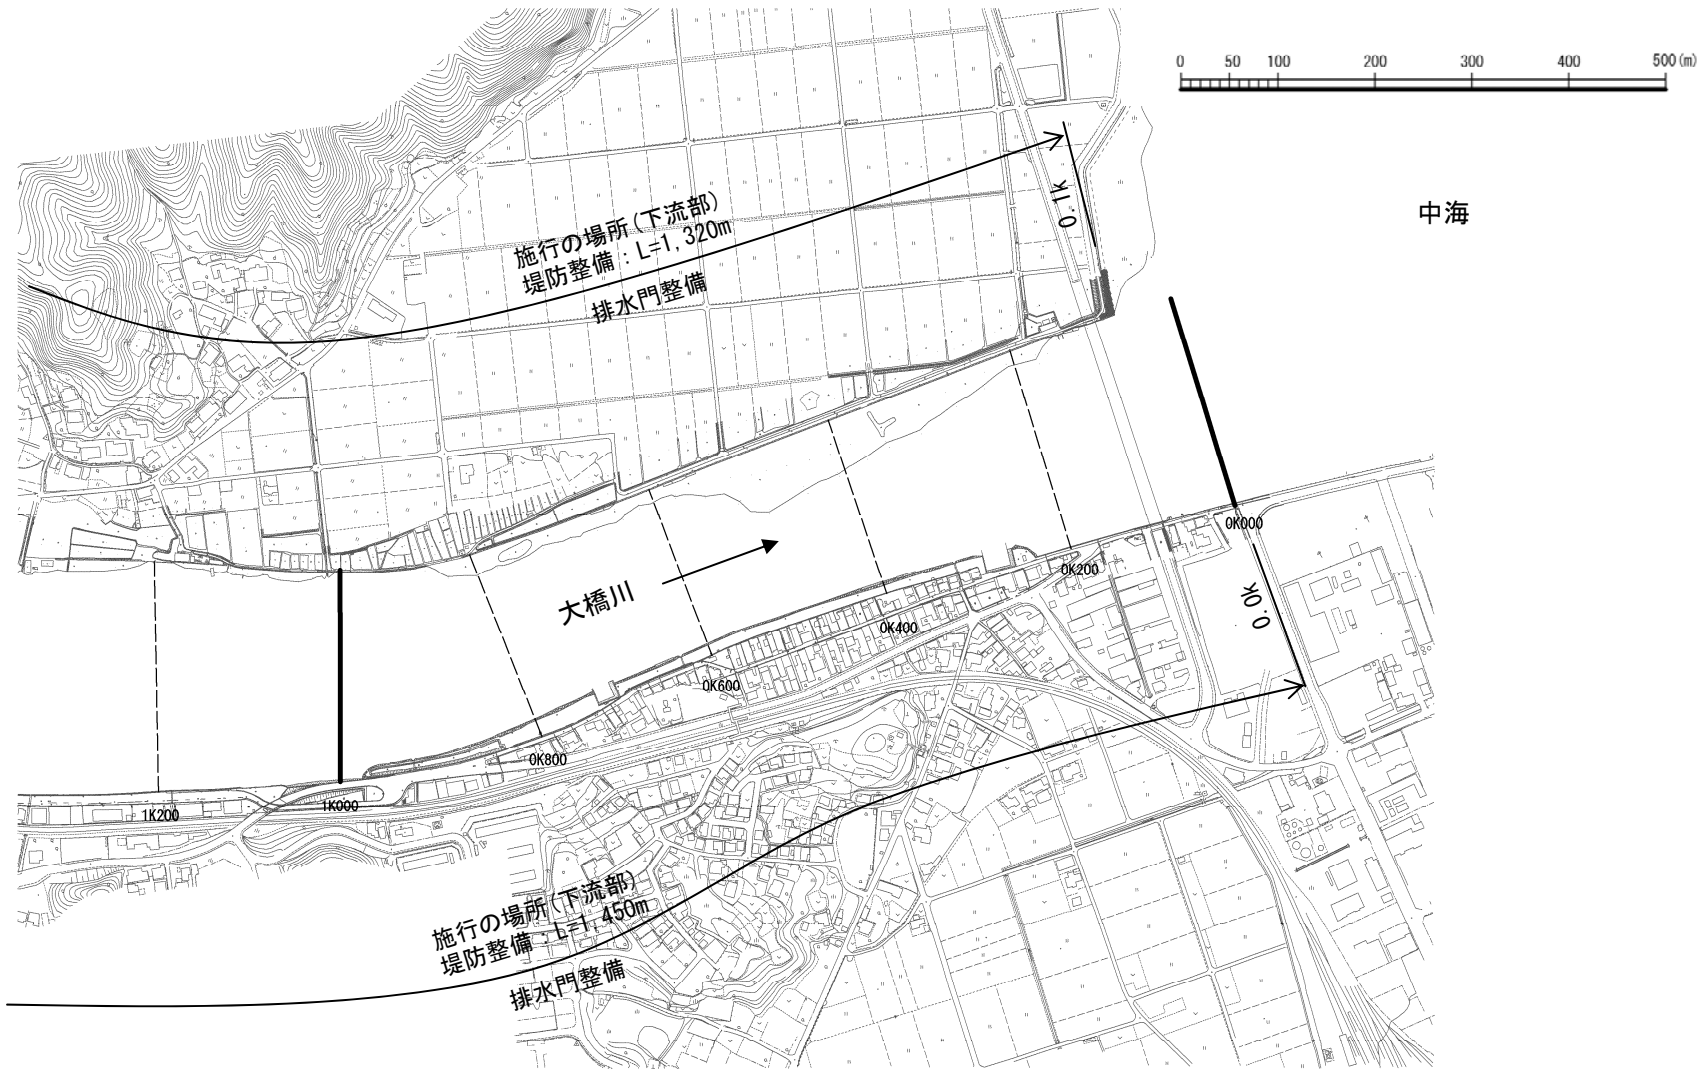 0 50 100 200 300 400 500(m)
中海
0.1k
施行の場所(下流部)
堤防整備:L=1,320m
排水門整備
大橋川
0K000
0K200
0K400
0K600
0K800
1K000
1K200
0.0k
施行の場所(下流部)
堤防整備:L=1,450m
排水門整備